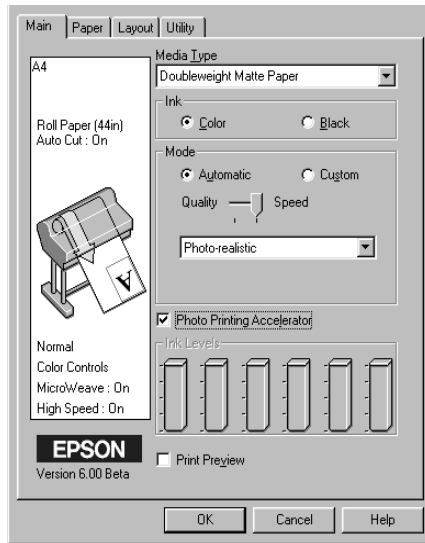 Main
Paper
Layout
Utility
A4
Roll Paper (44in)
Auto Cut : On
A
Normal
Color Controls
MicroWeave : On
High Speed : On
EPSON
Version 6.00 Beta
Media Type
Doubleweight Matte Paper
Ink
Color
Black
Mode
Automatic
Custom
Quality
Speed
Photo-realistic
Photo Printing Accelerator
Ink Levels
Print Preview
OK
Cancel
Help